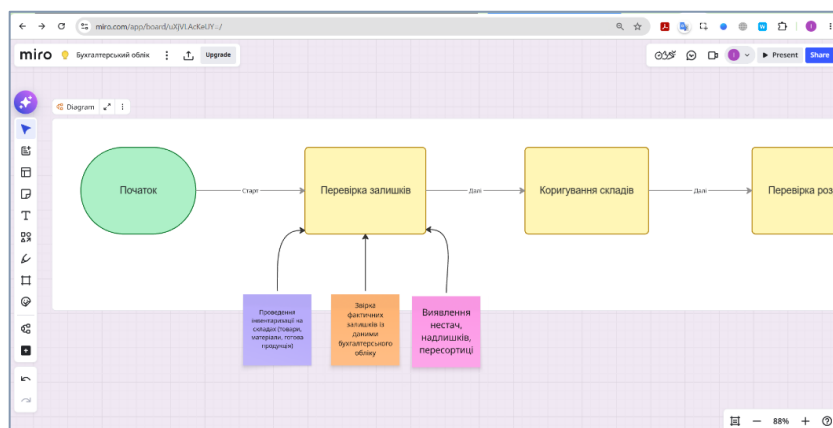 miro.com/app/board/uXjVLAcKeUY=/
miro
Бухгалтерський облік
Upgrade
Present
Share
Diagram
Початок
Старт
Перевірка залишків
Далі
Коригування складів
Далі
Перевірка роз
Проведення
інвентаризації на
складах (товари,
матеріали, готова
продукція)
Звірка
фактичних
залишків із
даними
бухгалтерського
обліку
Виявлення
нестач,
надлишків,
пересортиці
88%